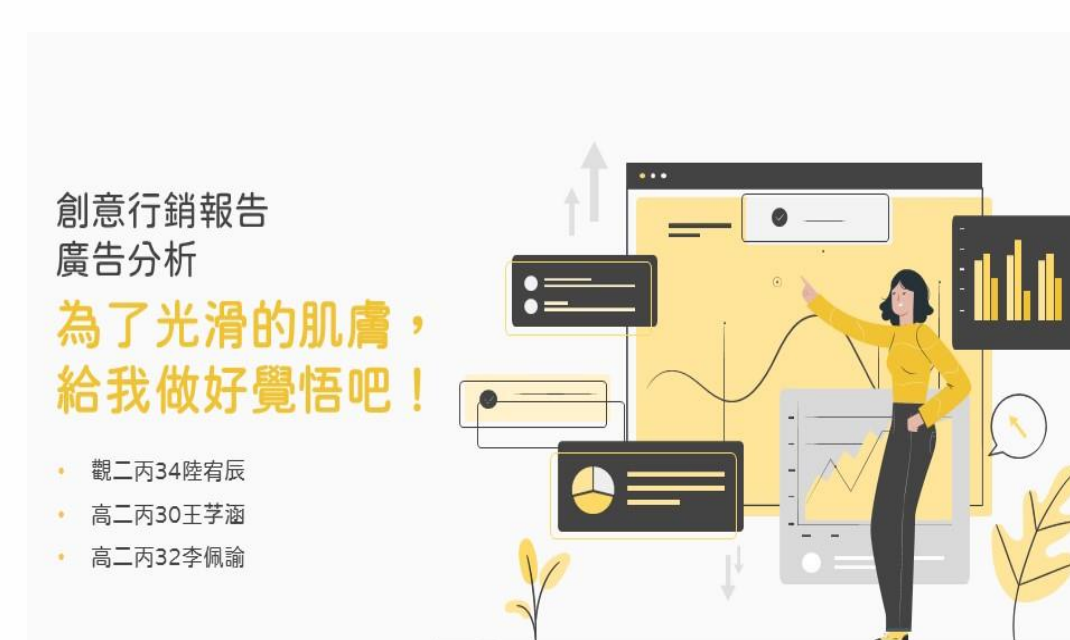 創意行銷報告
廣告分析
為了光滑的肌膚，
給我做好覺悟吧！
• 觀二丙34陸宥辰
• 高二丙30王芓涵
• 高二丙32李佩諭